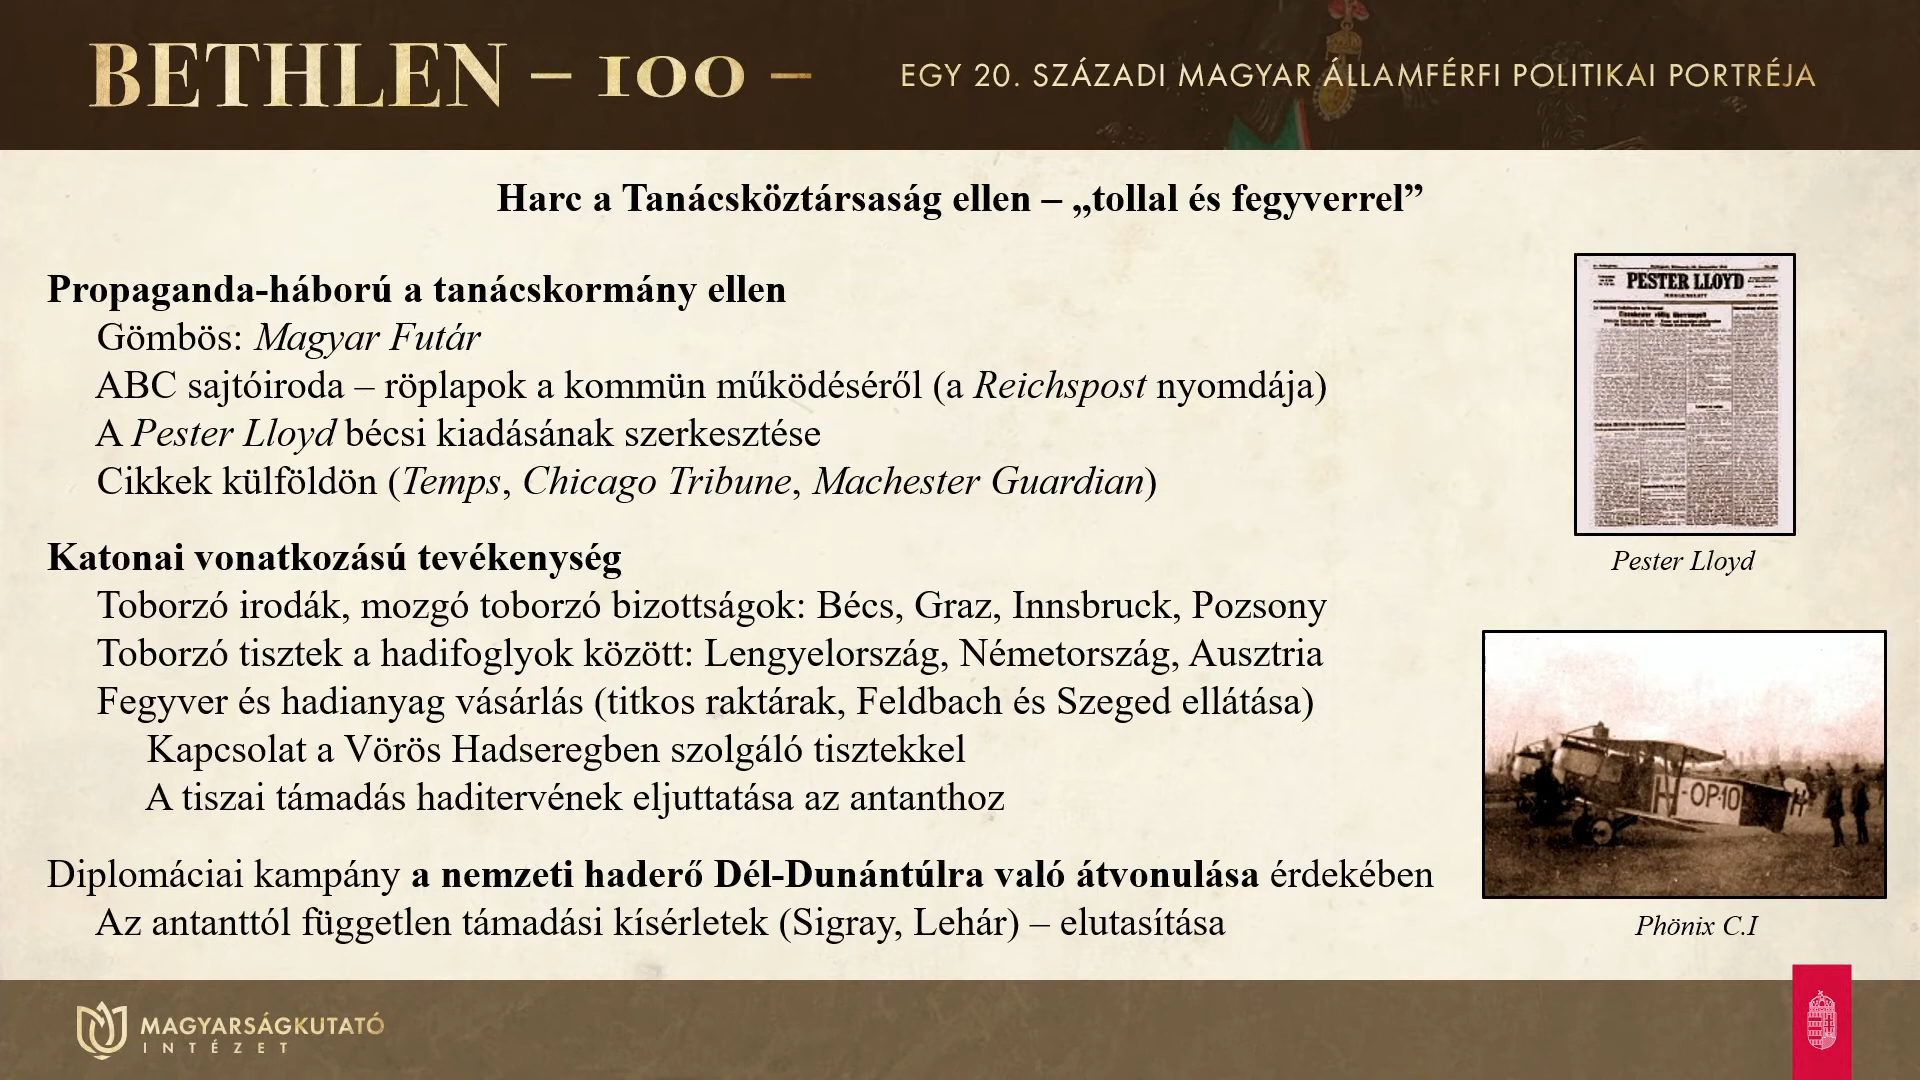 BETHLEN – 100 –
EGY 20. SZÁZADI MAGYAR ÁLLAMFÉRFI POLITIKAI PORTRÉJA
Harc a Tanácsköztársaság ellen – „tollal és fegyverrel”
Propaganda-háború a tanácskormány ellen
Gömbös: Magyar Futár
ABC sajtóiroda – röplapok a kommün működéséről (a Reichspost nyomdája)
A Pester Lloyd bécsi kiadásának szerkesztése
Cikkek külföldön (Temps, Chicago Tribune, Machester Guardian)
PESTER LLOYD
Pester Lloyd
Katonai vonatkozású tevékenység
Toborzó irodák, mozgó toborzó bizottságok: Bécs, Graz, Innsbruck, Pozsony
Toborzó tisztek a hadifoglyok között: Lengyelország, Németország, Ausztria
Fegyver és hadianyag vásárlás (titkos raktárak, Feldbach és Szeged ellátása)
Kapcsolat a Vörös Hadseregben szolgáló tisztekkel
A tiszai támadás haditervének eljuttatása az antanthoz
H-OP-10 H
Diplomáciai kampány a nemzeti haderő Dél-Dunántúlra való átvonulása érdekében
Az antanttól független támadási kísérletek (Sigray, Lehár) – elutasítása
Phönix C.I
MAGYARSÁGKUTATÓ
INTÉZET